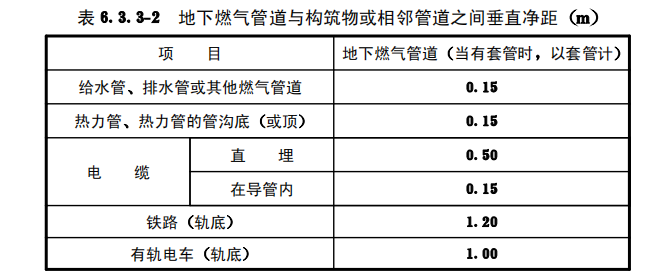 表 6.3.3-2 地下燃气管道与构筑物或相邻管道之间垂直净距（m）
项 目 地下燃气管道（当有套管时，以套管计）
给水管、排水管或其他燃气管道 0.15
热力管、热力管的管沟底（或顶） 0.15
电 缆 直 埋 0.50
在导管内 0.15
铁路（轨底） 1.20
有轨电车（轨底） 1.00